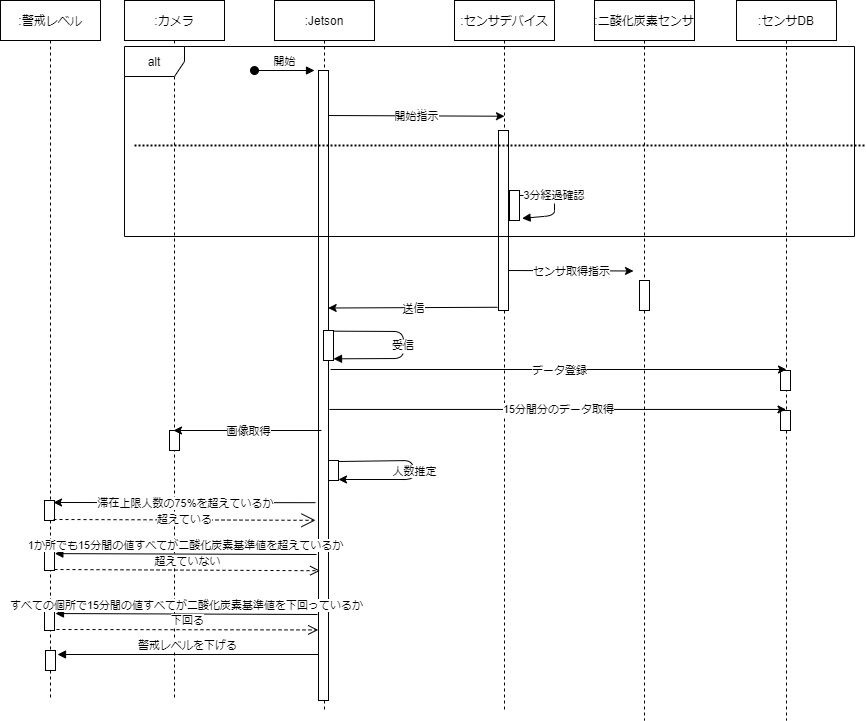 :警戒レベル
:カメラ
:Jetson
:センサデバイス
:二酸化炭素センサ
:センサDB
alt
開始
開始指示
3分経過確認
センサ取得指示
送信
受信
データ登録
15分間分のデータ取得
画像取得
人数推定
滞在上限人数の75%を超えているか
超えている
1か所でも15分間の値すべてが二酸化炭素基準値を超えているか
超えていない
すべての個所で15分間の値すべてが二酸化炭素基準値を下回っているか
下回る
警戒レベルを下げる